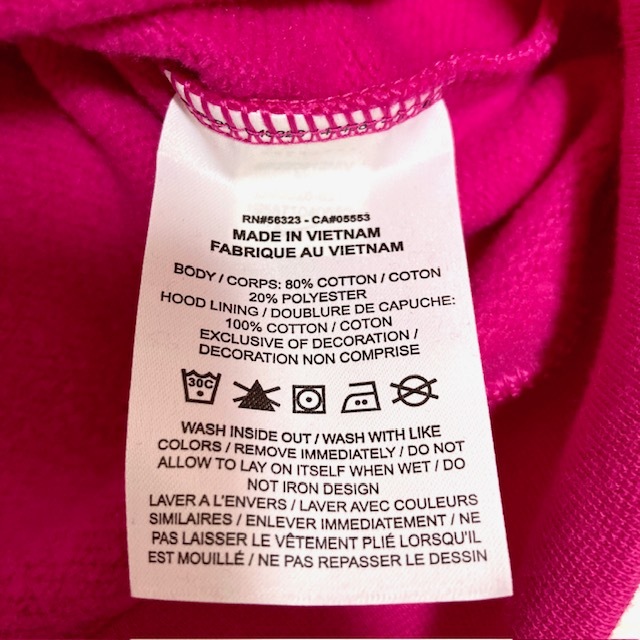 RN#56323 - CA#05553
MADE IN VIETNAM
FABRIQUE AU VIETNAM
BODY / CORPS: 80% COTTON / COTON
20% POLYESTER
HOOD LINING / DOUBLURE DE CAPUCHE:
100% COTTON / COTON
EXCLUSIVE OF DECORATION /
DECORATION NON COMPRISE
30C
WASH INSIDE OUT / WASH WITH LIKE
COLORS / REMOVE IMMEDIATELY / DO NOT
ALLOW TO LAY ON ITSELF WHEN WET / DO
NOT IRON DESIGN
LAVER A L'ENVERS / LAVER AVEC COULEURS
SIMILAIRES / ENLEVER IMMEDIATEMENT / NE
PAS LAISSER LE VÊTEMENT PLIÉ LORSQU'IL
EST MOUILLÉ / NE PAS REPASSER LE DESSIN